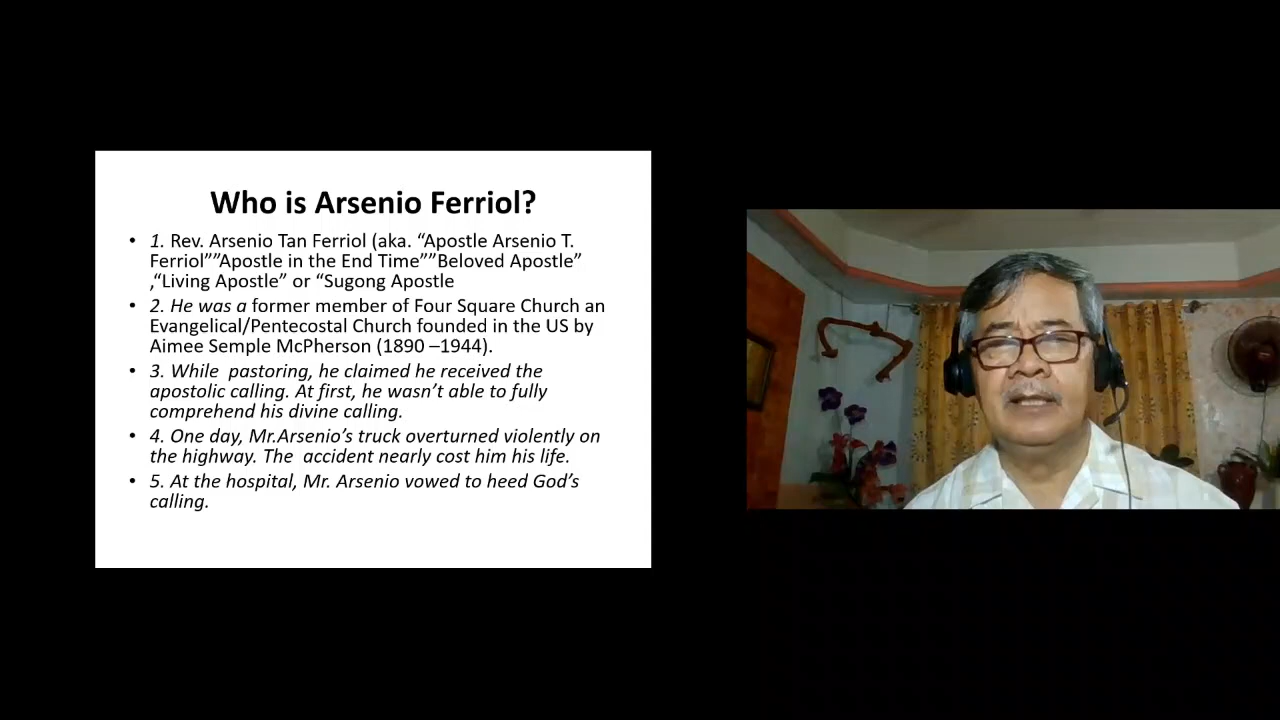 Who is Arsenio Ferriol?
• 1. Rev. Arsenio Tan Ferriol (aka. “Apostle Arsenio T.
Ferriol””Apostle in the End Time””Beloved Apostle”
,“Living Apostle” or “Sugong Apostle
• 2. He was a former member of Four Square Church an
Evangelical/Pentecostal Church founded in the US by
Aimee Semple McPherson (1890 –1944).
• 3. While pastoring, he claimed he received the
apostolic calling. At first, he wasn’t able to fully
comprehend his divine calling.
• 4. One day, Mr.Arsenio’s truck overturned violently on
the highway. The accident nearly cost him his life.
• 5. At the hospital, Mr. Arsenio vowed to heed God’s
calling.